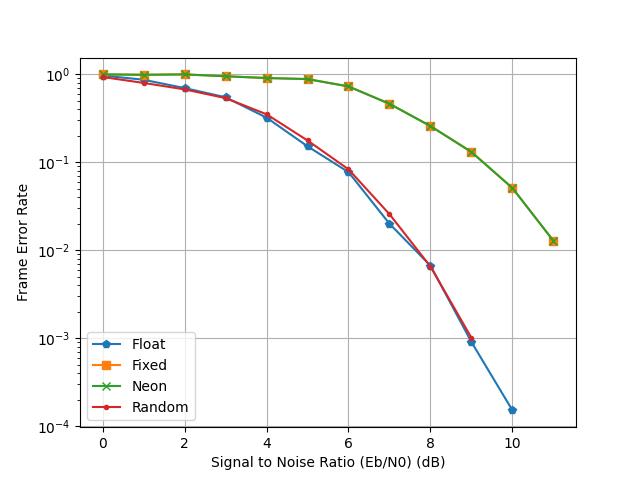 10⁰
10⁻¹
10⁻²
10⁻³
10⁻⁴
Frame Error Rate
Float
Fixed
Neon
Random
0 2 4 6 8 10
Signal to Noise Ratio (Eb/N0) (dB)